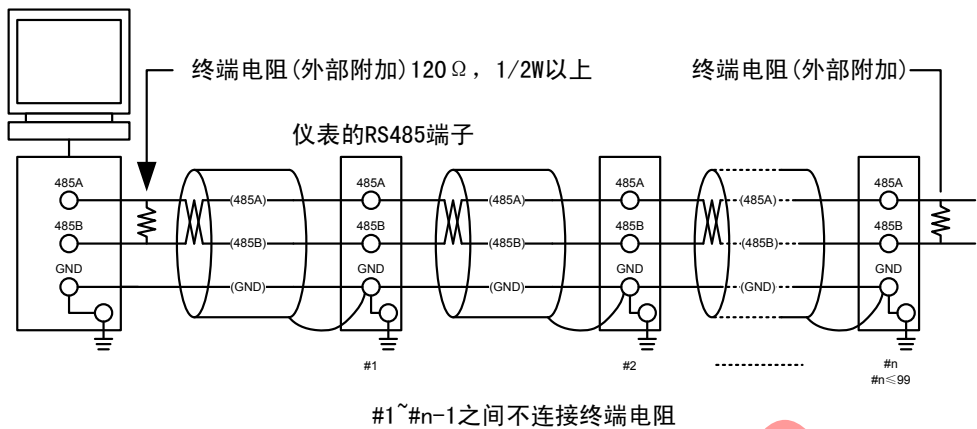 终端电阻(外部附加)120Ω，1/2W以上
终端电阻(外部附加)
仪表的RS485端子
485A
(485A)
485A
(485A)
485A
(485A)
485A
485B
(485B)
485B
(485B)
485B
(485B)
485B
GND
(GND)
GND
(GND)
GND
(GND)
GND
#1
#2
#n
#n≤99
#1~#n-1之间不连接终端电阻